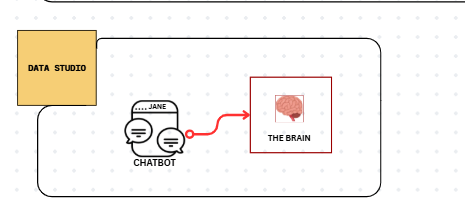 DATA STUDIO
.... JANE
CHATBOT
THE BRAIN